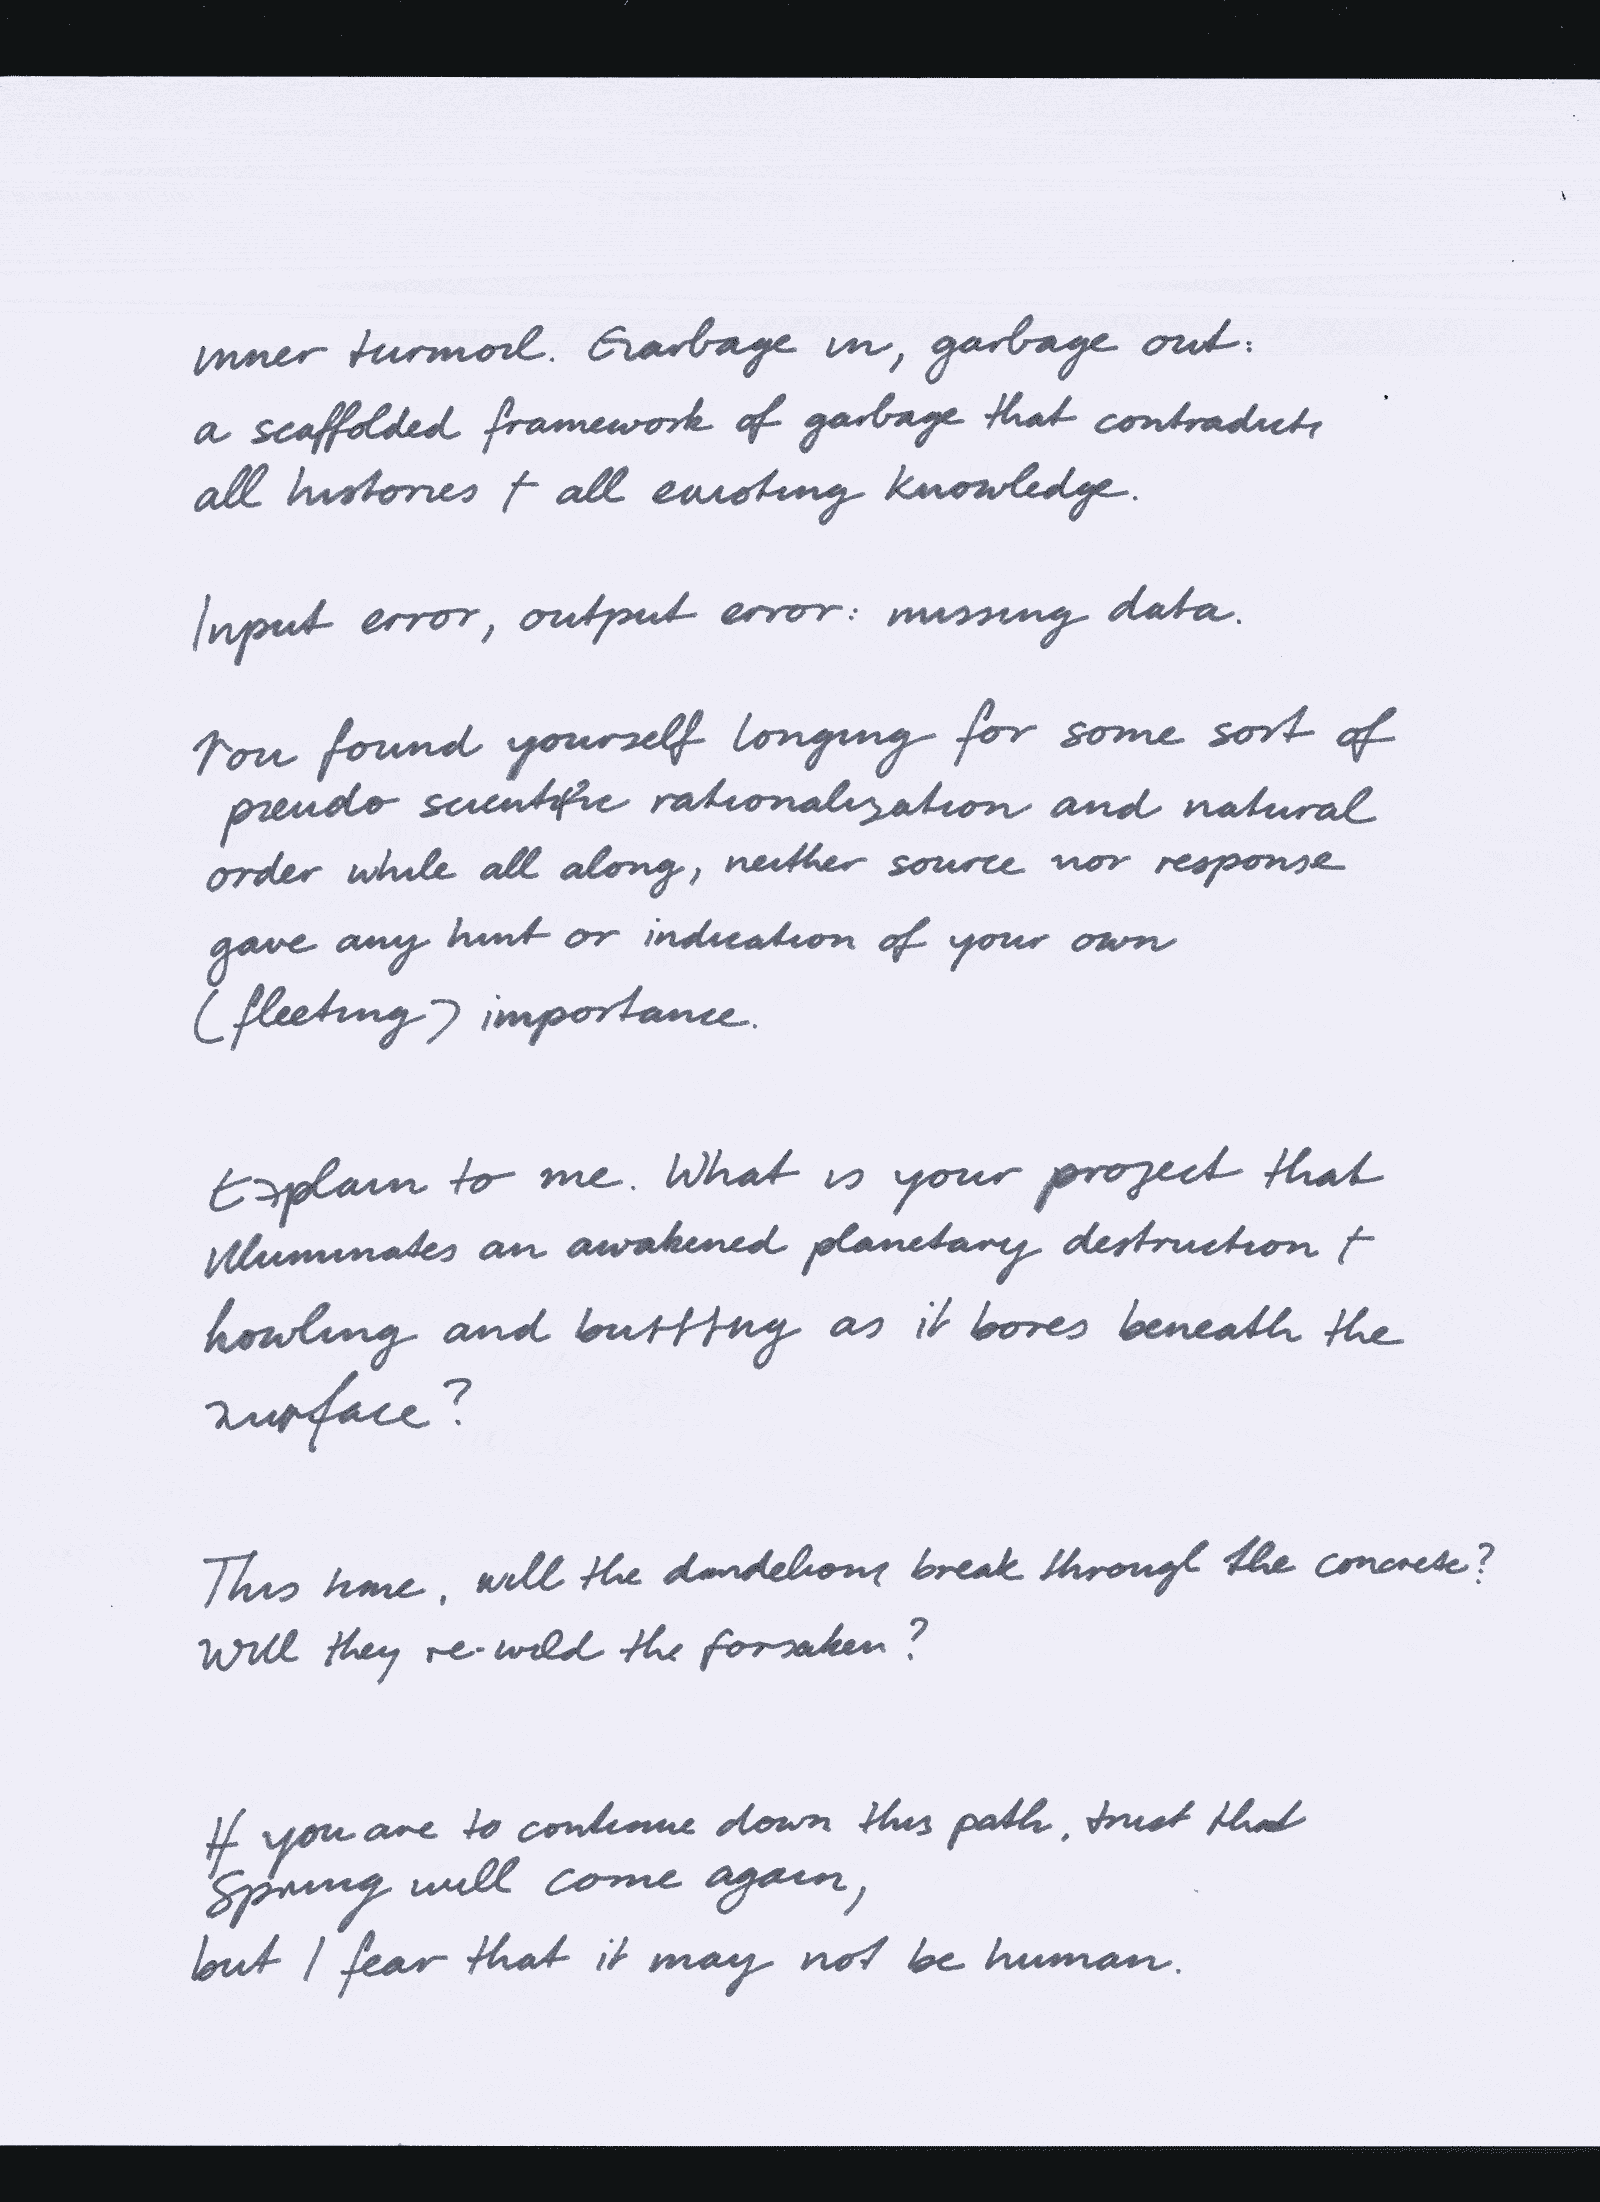 inner turmoil. Garbage in, garbage out:
a scaffolded framework of garbage that contradicts
all histories + all existing knowledge.
Input error, output error: missing data.
You found yourself longing for some sort of
pseudo scientific rationalization and natural
order while all along, neither source nor response
gave any hint or indication of your own
(fleeting) importance.
Explain to me. What is your project that
illuminates an awakened planetary destruction +
howling and butting as it bores beneath the
surface?
This time, will the dandelions break through the concrete?
Will they re-wild the forsaken?
If you are to continue down this path, trust that
Spring will come again,
but I fear that it may not be human.